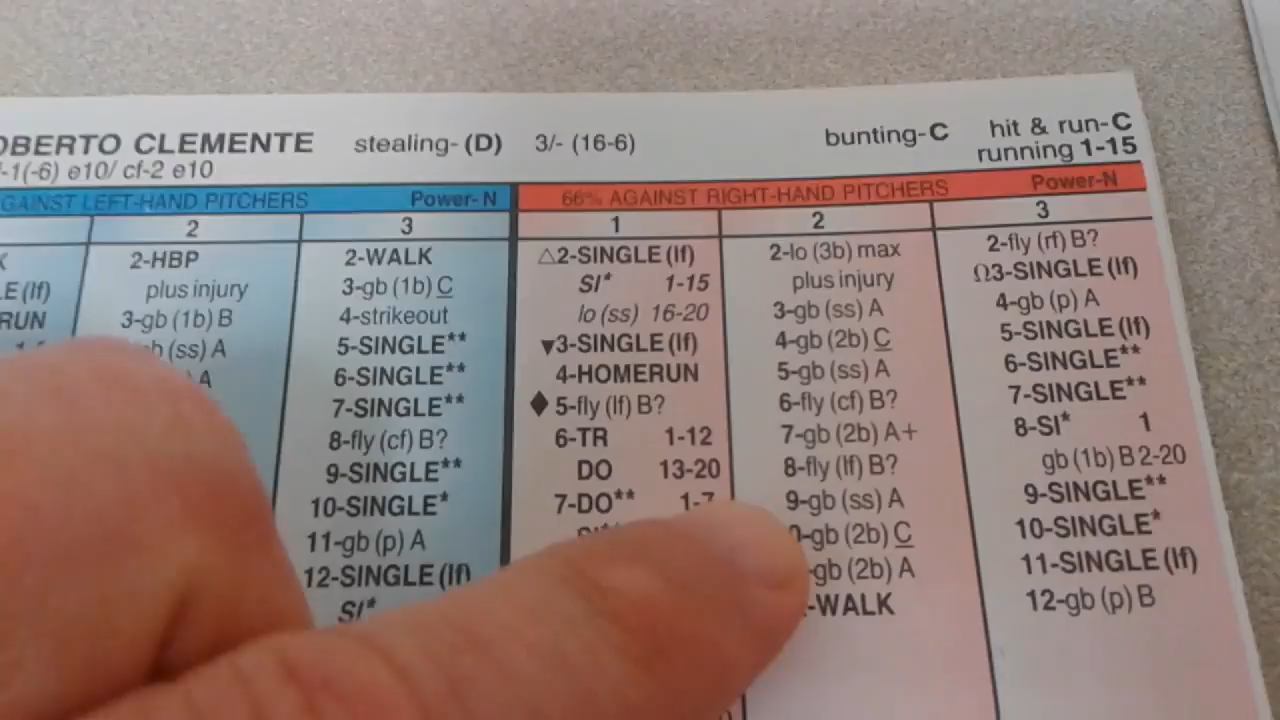 OBERTO CLEMENTE stealing- (D) 3/- (16-6) bunting-C hit & run-C
-1(-6) e10/ cf-2 e10 running 1-15
GAINST LEFT-HAND PITCHERS Power- N
2 3
2-HBP 2-WALK
LE (lf) plus injury 3-gb (1b) C
RUN 3-gb (1b) B 4-strikeout
(ss) A 5-SINGLE**
A 6-SINGLE**
7-SINGLE**
8-fly (cf) B?
9-SINGLE**
10-SINGLE*
11-gb (p) A
12-SINGLE (lf)
SI*
66% AGAINST RIGHT-HAND PITCHERS Power-N
1
△2-SINGLE (lf)
SI* 1-15
lo (ss) 16-20
▼3-SINGLE (lf)
4-HOMERUN
◆ 5-fly (lf) B?
6-TR 1-12
DO 13-20
7-DO** 1-7
2
2-lo (3b) max
plus injury
3-gb (ss) A
4-gb (2b) C
5-gb (ss) A
6-fly (cf) B?
7-gb (2b) A+
8-fly (lf) B?
9-gb (ss) A
-gb (2b) C
gb (2b) A
-WALK
3
2-fly (rf) B?
Ω3-SINGLE (lf)
4-gb (p) A
5-SINGLE (lf)
6-SINGLE**
7-SINGLE**
8-SI* 1
gb (1b) B 2-20
9-SINGLE**
10-SINGLE*
11-SINGLE (lf)
12-gb (p) B